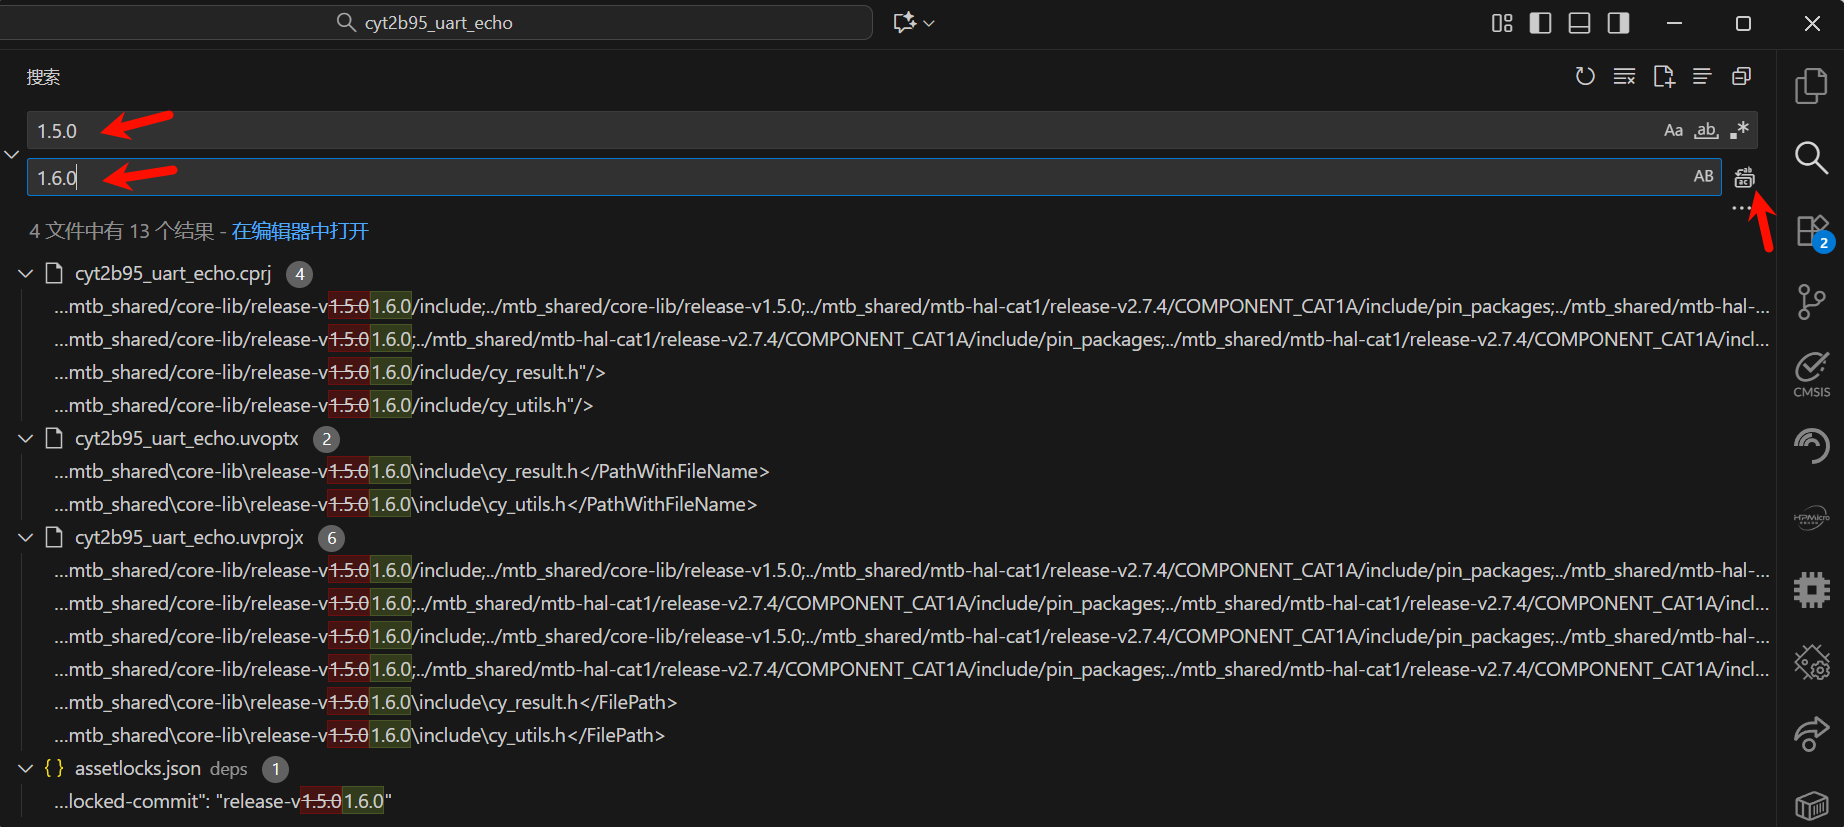 cyt2b95_uart_echo
搜索
1.5.0
Aa ab .*
1.6.0
AB
4 文件中有 13 个结果 - 在编辑器中打开
2
cyt2b95_uart_echo.cprj 4
...mtb_shared/core-lib/release-v1.5.01.6.0/include;../mtb_shared/core-lib/release-v1.5.0;../mtb_shared/mtb-hal-cat1/release-v2.7.4/COMPONENT_CAT1A/include/pin_packages;../mtb_shared/mtb-hal-...
...mtb_shared/core-lib/release-v1.5.01.6.0;../mtb_shared/mtb-hal-cat1/release-v2.7.4/COMPONENT_CAT1A/include/pin_packages;../mtb_shared/mtb-hal-cat1/release-v2.7.4/COMPONENT_CAT1A/incl...
...mtb_shared/core-lib/release-v1.5.01.6.0/include/cy_result.h"/>
CMSIS
...mtb_shared/core-lib/release-v1.5.01.6.0/include/cy_utils.h"/>
cyt2b95_uart_echo.uvoptx 2
...mtb_shared\core-lib\release-v1.5.01.6.0\include\cy_result.h</PathWithFileName>
...mtb_shared\core-lib\release-v1.5.01.6.0\include\cy_utils.h</PathWithFileName>
HPMicro
cyt2b95_uart_echo.uvprojx 6
...mtb_shared/core-lib/release-v1.5.01.6.0/include;../mtb_shared/core-lib/release-v1.5.0;../mtb_shared/mtb-hal-cat1/release-v2.7.4/COMPONENT_CAT1A/include/pin_packages;../mtb_shared/mtb-hal-...
...mtb_shared/core-lib/release-v1.5.01.6.0;../mtb_shared/mtb-hal-cat1/release-v2.7.4/COMPONENT_CAT1A/include/pin_packages;../mtb_shared/mtb-hal-cat1/release-v2.7.4/COMPONENT_CAT1A/incl...
...mtb_shared/core-lib/release-v1.5.01.6.0/include;../mtb_shared/core-lib/release-v1.5.0;../mtb_shared/mtb-hal-cat1/release-v2.7.4/COMPONENT_CAT1A/include/pin_packages;../mtb_shared/mtb-hal-...
...mtb_shared/core-lib/release-v1.5.01.6.0;../mtb_shared/mtb-hal-cat1/release-v2.7.4/COMPONENT_CAT1A/include/pin_packages;../mtb_shared/mtb-hal-cat1/release-v2.7.4/COMPONENT_CAT1A/incl...
...mtb_shared\core-lib\release-v1.5.01.6.0\include\cy_result.h</FilePath>
...mtb_shared\core-lib\release-v1.5.01.6.0\include\cy_utils.h</FilePath>
{} assetlocks.json deps 1
...locked-commit": "release-v1.5.01.6.0"